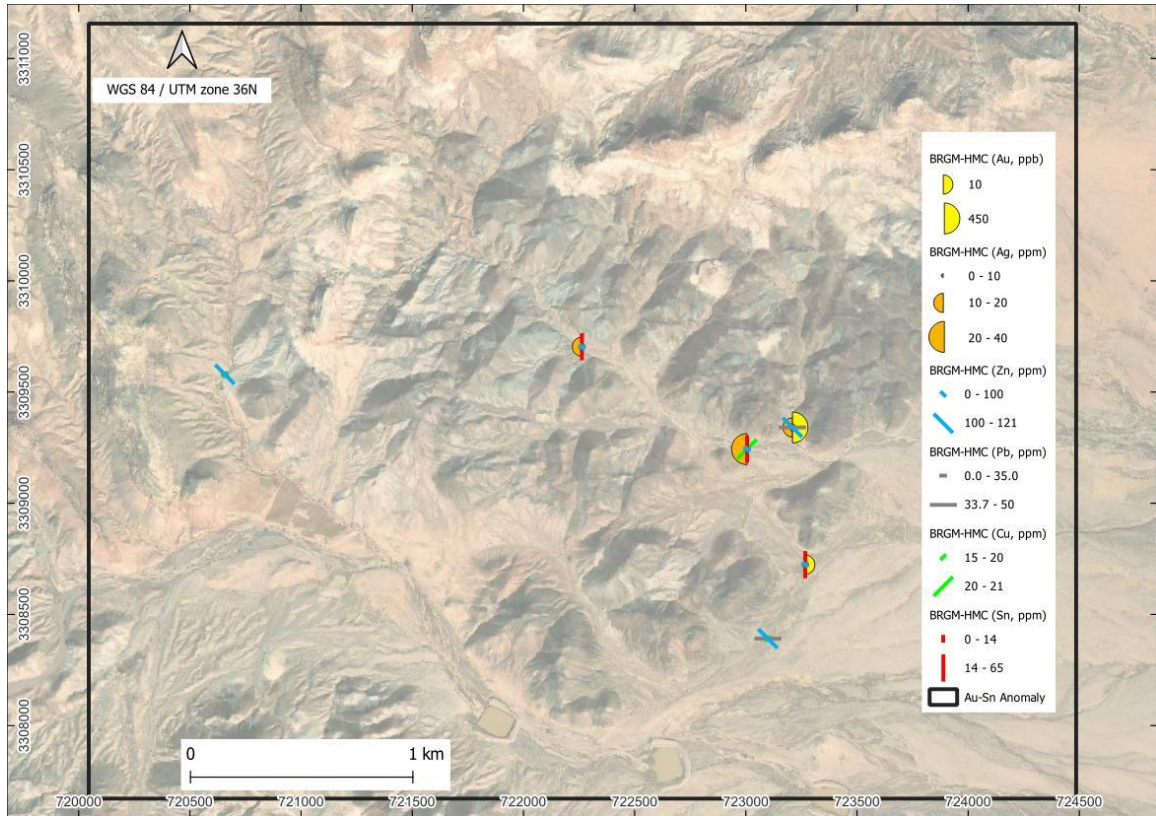 WGS 84 / UTM zone 36N
BRGM-HMC (Au, ppb)
10
450
BRGM-HMC (Ag, ppm)
0 - 10
10 - 20
20 - 40
BRGM-HMC (Zn, ppm)
0 - 100
100 - 121
BRGM-HMC (Pb, ppm)
0.0 - 35.0
33.7 - 50
BRGM-HMC (Cu, ppm)
15 - 20
20 - 21
BRGM-HMC (Sn, ppm)
0 - 14
14 - 65
Au-Sn Anomaly
3311000
3310500
3310000
3309500
3309000
3308500
3308000
0 1 km
720000 720500 721000 721500 722000 722500 723000 723500 724000 724500